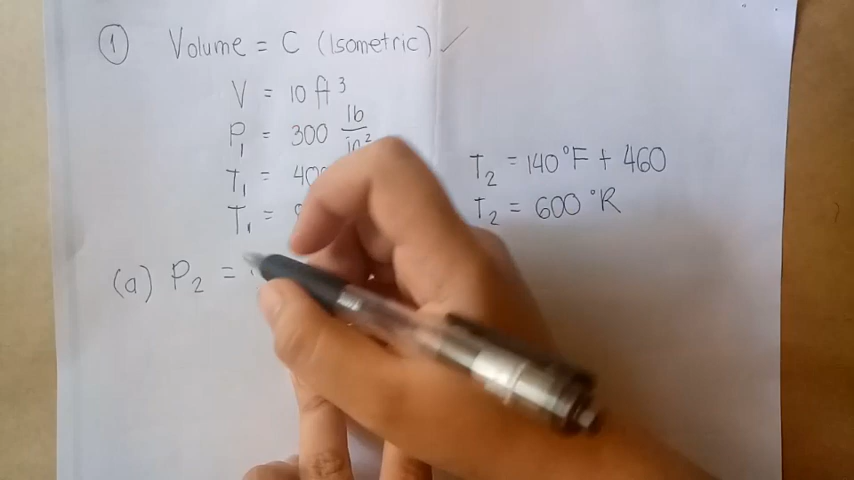 1 Volume = C (Isometric) ✓
V = 10 ft³
P₁ = 300 lb/in²
T₁ = 40
T₁ =
T₂ = 140°F + 460
T₂ = 600 °R
(a) P₂ =